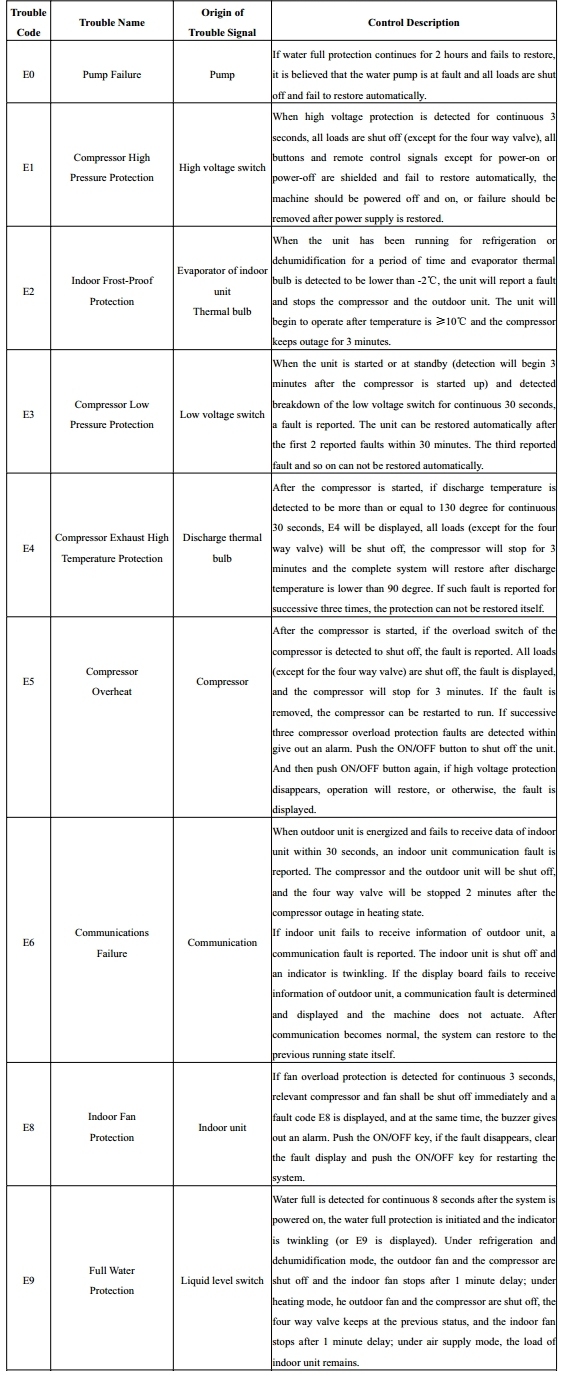 Trouble Code
Trouble Name
Origin of Trouble Signal
Control Description
E0
Pump Failure
Pump
If water full protection continues for 2 hours and fails to restore,
it is believed that the water pump is at fault and all loads are shut
off and fail to restore automatically.
E1
Compressor High
Pressure Protection
High voltage switch
When high voltage protection is detected for continuous 3
seconds, all loads are shut off (except for the four way valve), all
buttons and remote control signals except for power-on or
power-off are shielded and fail to restore automatically, the
machine should be powered off and on, or failure should be
removed after power supply is restored.
E2
Indoor Frost-Proof
Protection
Evaporator of indoor
unit
Thermal bulb
When the unit has been running for refrigeration or
dehumidification for a period of time and evaporator thermal
bulb is detected to be lower than -2℃, the unit will report a fault
and stops the compressor and the outdoor unit. The unit will
begin to operate after temperature is ≥10℃ and the compressor
keeps outage for 3 minutes.
E3
Compressor Low
Pressure Protection
Low voltage switch
When the unit is started or at standby (detection will begin 3
minutes after the compressor is started up) and detected
breakdown of the low voltage switch for continuous 30 seconds,
a fault is reported. The unit can be restored automatically after
the first 2 reported faults within 30 minutes. The third reported
fault and so on can not be restored automatically.
E4
Compressor Exhaust High
Temperature Protection
Discharge thermal
bulb
After the compressor is started, if discharge temperature is
detected to be more than or equal to 130 degree for continuous
30 seconds, E4 will be displayed, all loads (except for the four
way valve) will be shut off, the compressor will stop for 3
minutes and the complete system will restore after discharge
temperature is lower than 90 degree. If such fault is reported for
successive three times, the protection can not be restored itself.
E5
Compressor
Overheat
Compressor
After the compressor is started, if the overload switch of the
compressor is detected to shut off, the fault is reported. All loads
(except for the four way valve) are shut off, the fault is displayed,
and the compressor will stop for 3 minutes. If the fault is
removed, the compressor can be restarted to run. If successive
three compressor overload protection faults are detected within
give out an alarm. Push the ON/OFF button to shut off the unit.
And then push ON/OFF button again, if high voltage protection
disappears, operation will restore, or otherwise, the fault is
displayed.
E6
Communications
Failure
Communication
When outdoor unit is energized and fails to receive data of indoor
unit within 30 seconds, an indoor unit communication fault is
reported. The compressor and the outdoor unit will be shut off,
and the four way valve will be stopped 2 minutes after the
compressor outage in heating state.
If indoor unit fails to receive information of outdoor unit, a
communication fault is reported. The indoor unit is shut off and
an indicator is twinkling. If the display board fails to receive
information of outdoor unit, a communication fault is determined
and displayed and the machine does not actuate. After
communication becomes normal, the system can restore to the
previous running state itself.
E8
Indoor Fan
Protection
Indoor unit
If fan overload protection is detected for continuous 3 seconds,
relevant compressor and fan shall be shut off immediately and a
fault code E8 is displayed, and at the same time, the buzzer gives
out an alarm. Push the ON/OFF key, if the fault disappears, clear
the fault display and push the ON/OFF key for restarting the
system.
E9
Full Water
Protection
Liquid level switch
Water full is detected for continuous 8 seconds after the system is
powered on, the water full protection is initiated and the indicator
is twinkling (or E9 is displayed). Under refrigeration and
dehumidification mode, the outdoor fan and the compressor are
shut off and the indoor fan stops after 1 minute delay; under
heating mode, he outdoor fan and the compressor are shut off, the
four way valve keeps at the previous status, and the indoor fan
stops after 1 minute delay; under air supply mode, the load of
indoor unit remains.